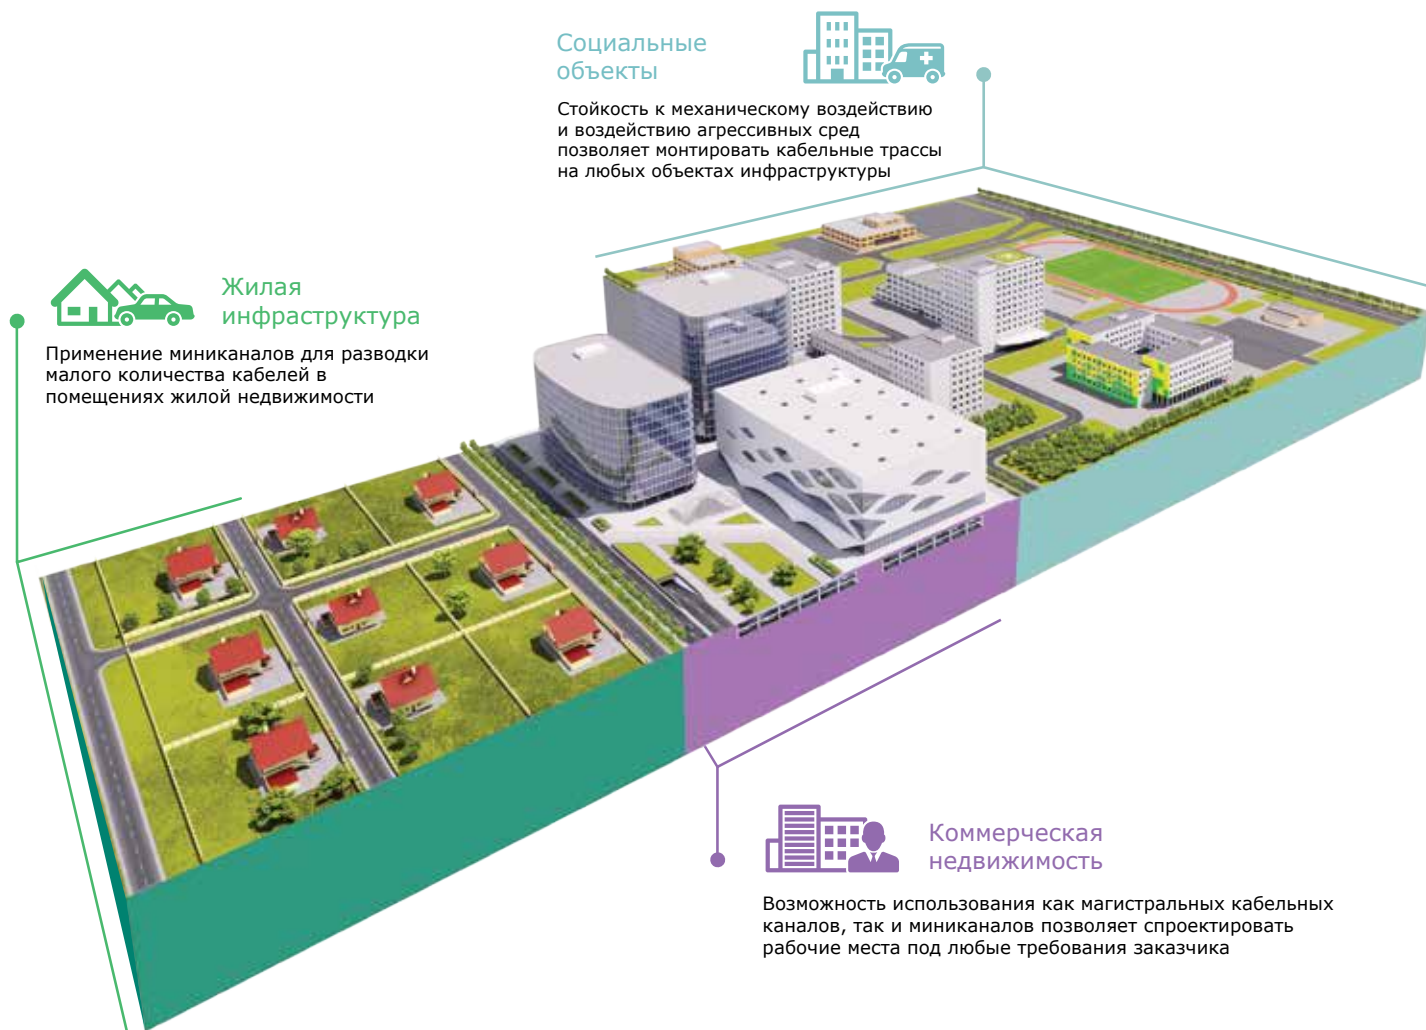 Социальные
объекты
Стойкость к механическому воздействию
и воздействию агрессивных сред
позволяет монтировать кабельные трассы
на любых объектах инфраструктуры
Жилая
инфраструктура
Применение миниканалов для разводки
малого количества кабелей в
помещениях жилой недвижимости
Коммерческая
недвижимость
Возможность использования как магистральных кабельных
каналов, так и миниканалов позволяет спроектировать
рабочие места под любые требования заказчика